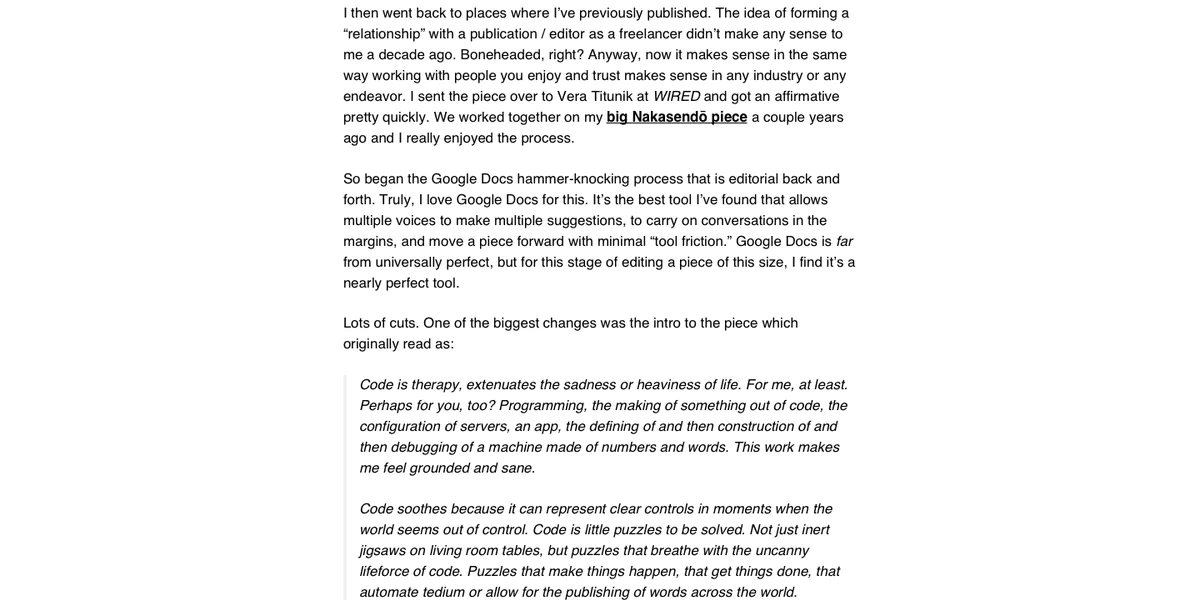 I then went back to places where I’ve previously published. The idea of forming a
“relationship” with a publication / editor as a freelancer didn’t make any sense to
me a decade ago. Boneheaded, right? Anyway, now it makes sense in the same
way working with people you enjoy and trust makes sense in any industry or any
endeavor. I sent the piece over to Vera Titunik at WIRED and got an affirmative
pretty quickly. We worked together on my big Nakasendō piece a couple years
ago and I really enjoyed the process.
So began the Google Docs hammer-knocking process that is editorial back and
forth. Truly, I love Google Docs for this. It’s the best tool I’ve found that allows
multiple voices to make multiple suggestions, to carry on conversations in the
margins, and move a piece forward with minimal “tool friction.” Google Docs is far
from universally perfect, but for this stage of editing a piece of this size, I find it’s a
nearly perfect tool.
Lots of cuts. One of the biggest changes was the intro to the piece which
originally read as:
Code is therapy, extenuates the sadness or heaviness of life. For me, at least.
Perhaps for you, too? Programming, the making of something out of code, the
configuration of servers, an app, the defining of and then construction of and
then debugging of a machine made of numbers and words. This work makes
me feel grounded and sane.
Code soothes because it can represent clear controls in moments when the
world seems out of control. Code is little puzzles to be solved. Not just inert
jigsaws on living room tables, but puzzles that breathe with the uncanny
lifeforce of code. Puzzles that make things happen, that get things done, that
automate tedium or allow for the publishing of words across the world.